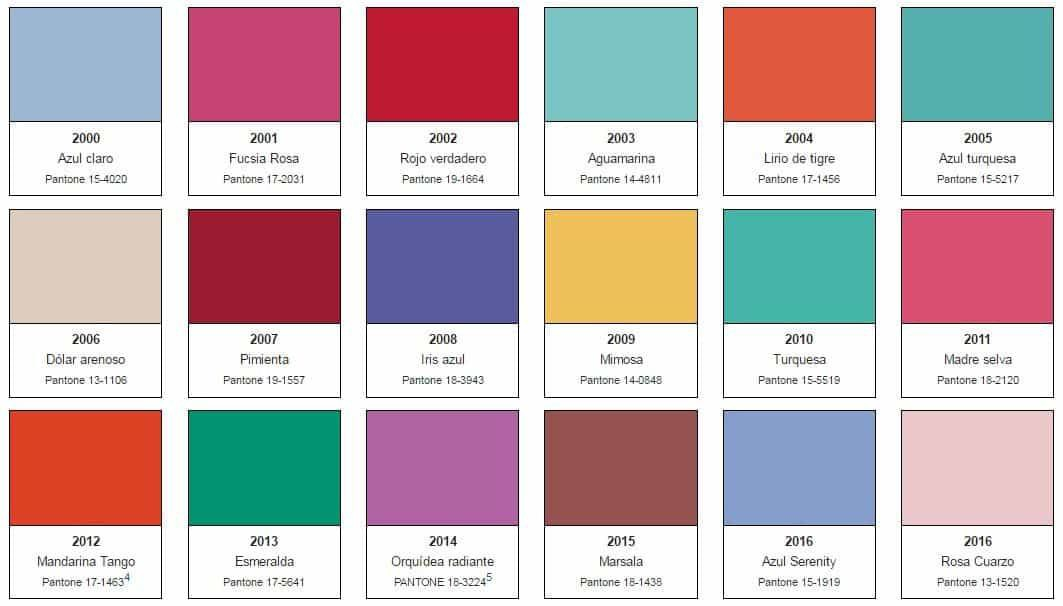 2000
Azul claro
Pantone 15-4020
2001
Fucsia Rosa
Pantone 17-2031
2002
Rojo verdadero
Pantone 19-1664
2003
Aguamarina
Pantone 14-4811
2004
Lirio de tigre
Pantone 17-1456
2005
Azul turquesa
Pantone 15-5217
2006
Dólar arenoso
Pantone 13-1106
2007
Pimienta
Pantone 19-1557
2008
Iris azul
Pantone 18-3943
2009
Mimosa
Pantone 14-0848
2010
Turquesa
Pantone 15-5519
2011
Madre selva
Pantone 18-2120
2012
Mandarina Tango
Pantone 17-1463⁴
2013
Esmeralda
Pantone 17-5641
2014
Orquídea radiante
PANTONE 18-3224⁵
2015
Marsala
Pantone 18-1438
2016
Azul Serenity
Pantone 15-1919
2016
Rosa Cuarzo
Pantone 13-1520